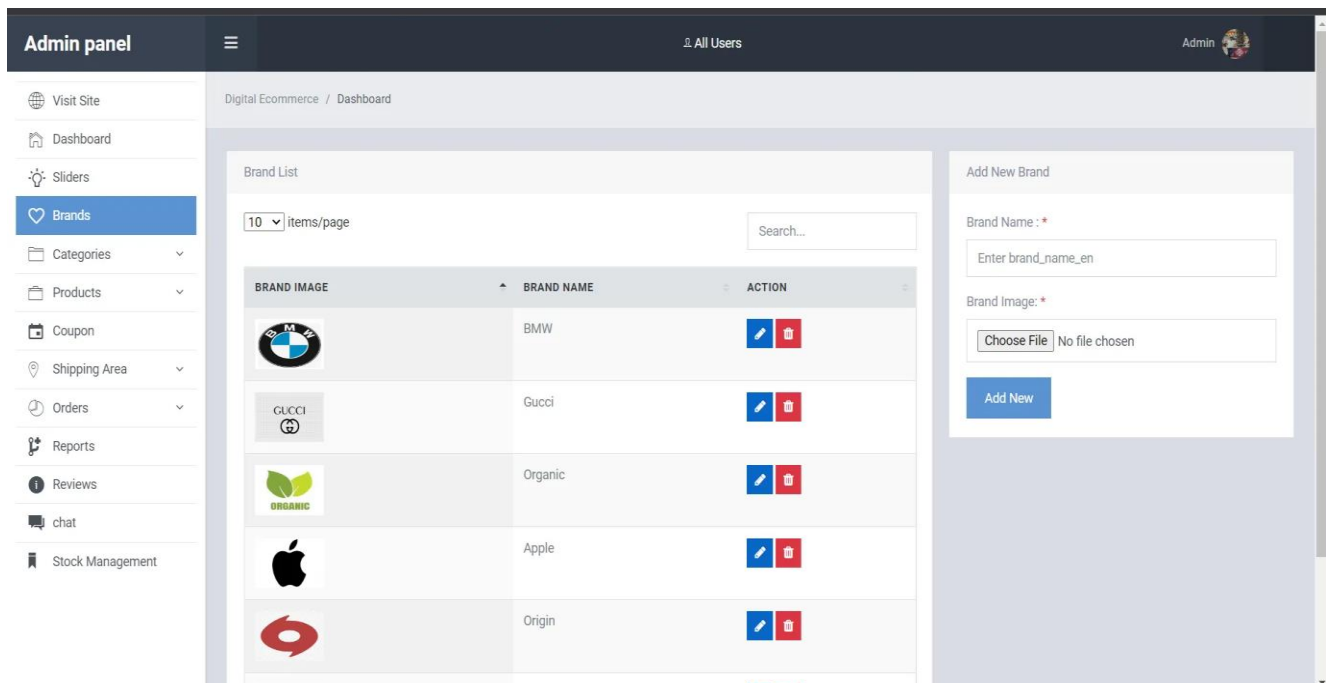 Admin panel
All Users
Admin
Visit Site
Dashboard
Sliders
Brands
Categories
Products
Coupon
Shipping Area
Orders
Reports
Reviews
chat
Stock Management
Digital Ecommerce / Dashboard
Brand List
10 items/page
Search...
BRAND IMAGE BRAND NAME ACTION
BMW BMW
GUCCI Gucci
ORGANIC Organic
Apple
Origin
Add New Brand
Brand Name : *
Enter brand_name_en
Brand Image: *
Choose File No file chosen
Add New